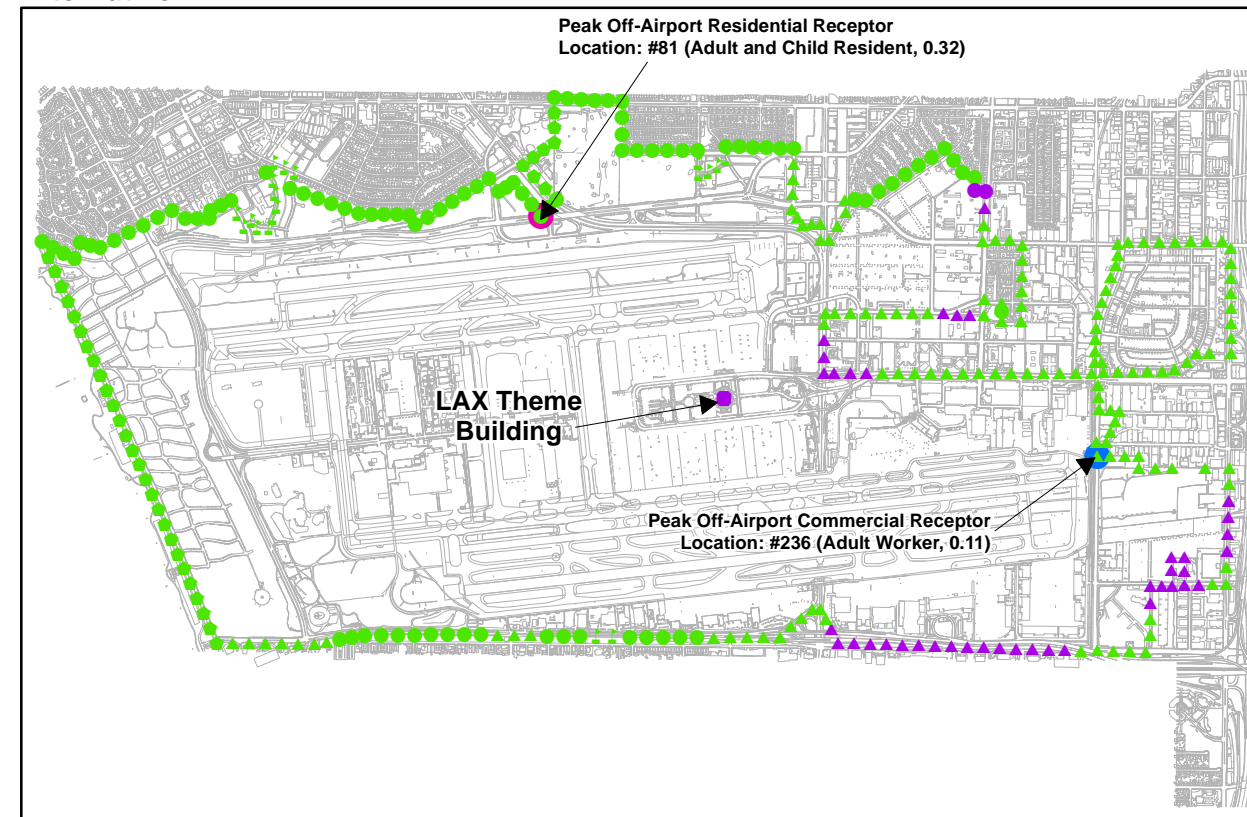 Peak Off-Airport Residential Receptor
Location: #81 (Adult and Child Resident, 0.32)
LAX Theme
Building
Peak Off-Airport Commercial Receptor
Location: #236 (Adult Worker, 0.11)